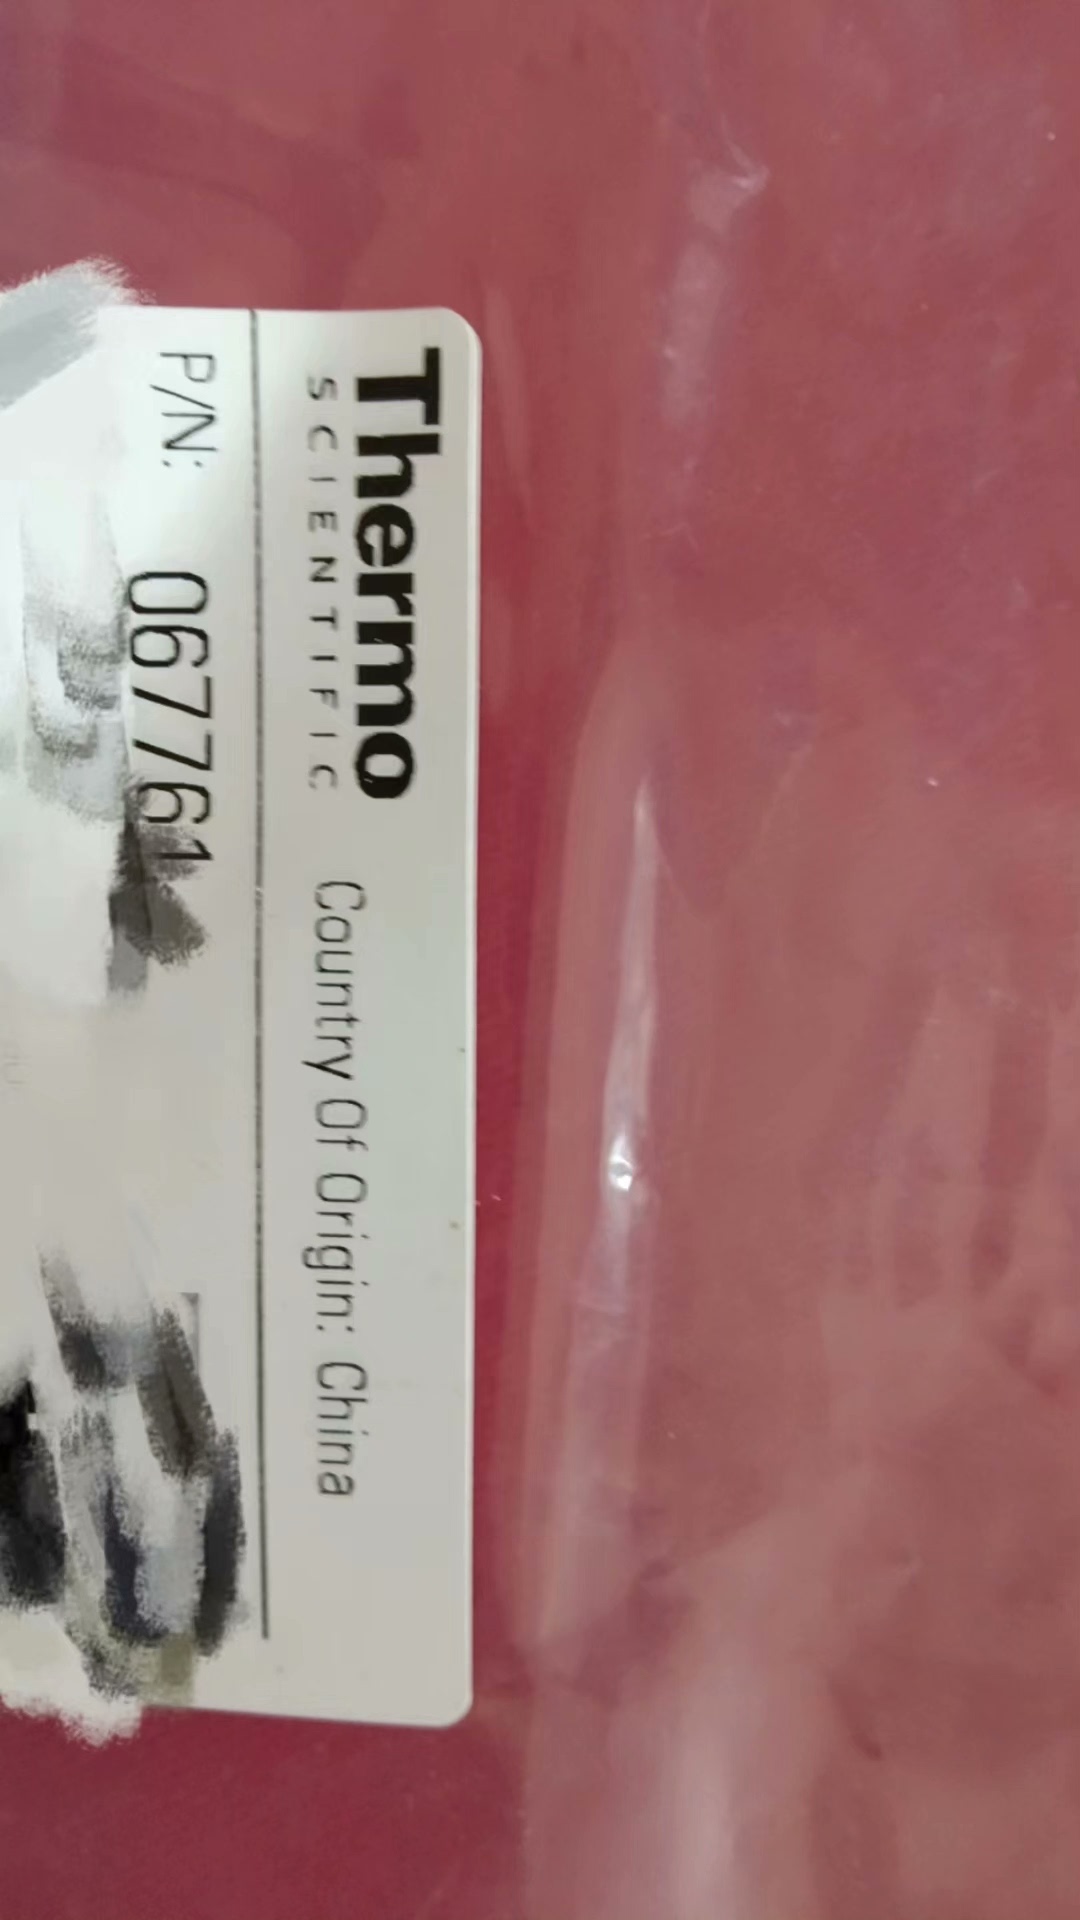 Thermo
SCIENTIFIC
Country Of Origin: China
P/N: 067761